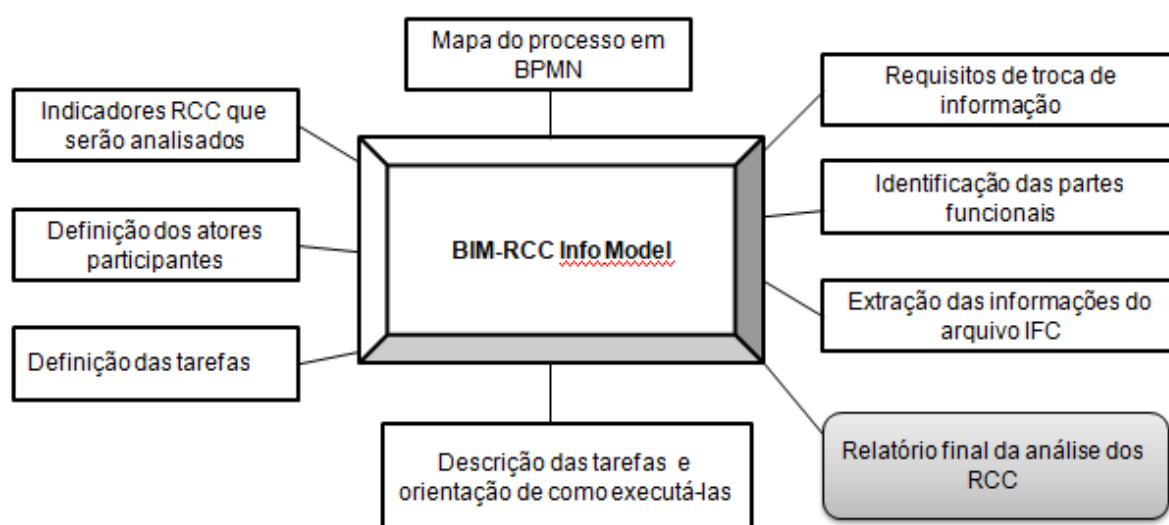 Mapa do processo em
BPMN
Indicadores RCC que
serão analisados
Definição dos atores
participantes
Definição das tarefas
BIM-RCC Info Model
Requisitos de troca de
informação
Identificação das partes
funcionais
Extração das informações do
arquivo IFC
Relatório final da análise dos
RCC
Descrição das tarefas e
orientação de como executá-las